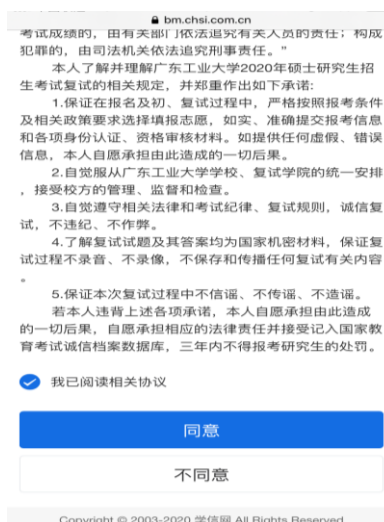 bm.chsi.com.cn
考试成绩的，由有关部门依法追究有关人员的责任；构成
犯罪的，由司法机关依法追究刑事责任。”
本人了解并理解广东工业大学2020年硕士研究生招
生考试复试的相关规定，并郑重作出如下承诺:
1.保证在报名及初、复试过程中，严格按照报考条件
及相关政策要求选择填报志愿，如实、准确提交报考信息
和各项身份认证、资格审核材料。如提供任何虚假、错误
信息，本人自愿承担由此造成的一切后果。
2.自觉服从广东工业大学学校、复试学院的统一安排
，接受校方的管理、监督和检查。
3.自觉遵守相关法律和考试纪律、复试规则，诚信复
试，不违纪、不作弊。
4.了解复试试题及其答案均为国家机密材料，保证复
试过程不录音、不录像，不保存和传播任何复试有关内容
。
5.保证本次复试过程中不信谣、不传谣、不造谣。
若本人违背上述各项承诺，本人自愿承担由此造成
的一切后果，自愿承担相应的法律责任并接受记入国家教
育考试诚信档案数据库，三年内不得报考研究生的处罚。
我已阅读相关协议
同意
不同意
Copyright © 2003-2020 学信网 All Rights Reserved